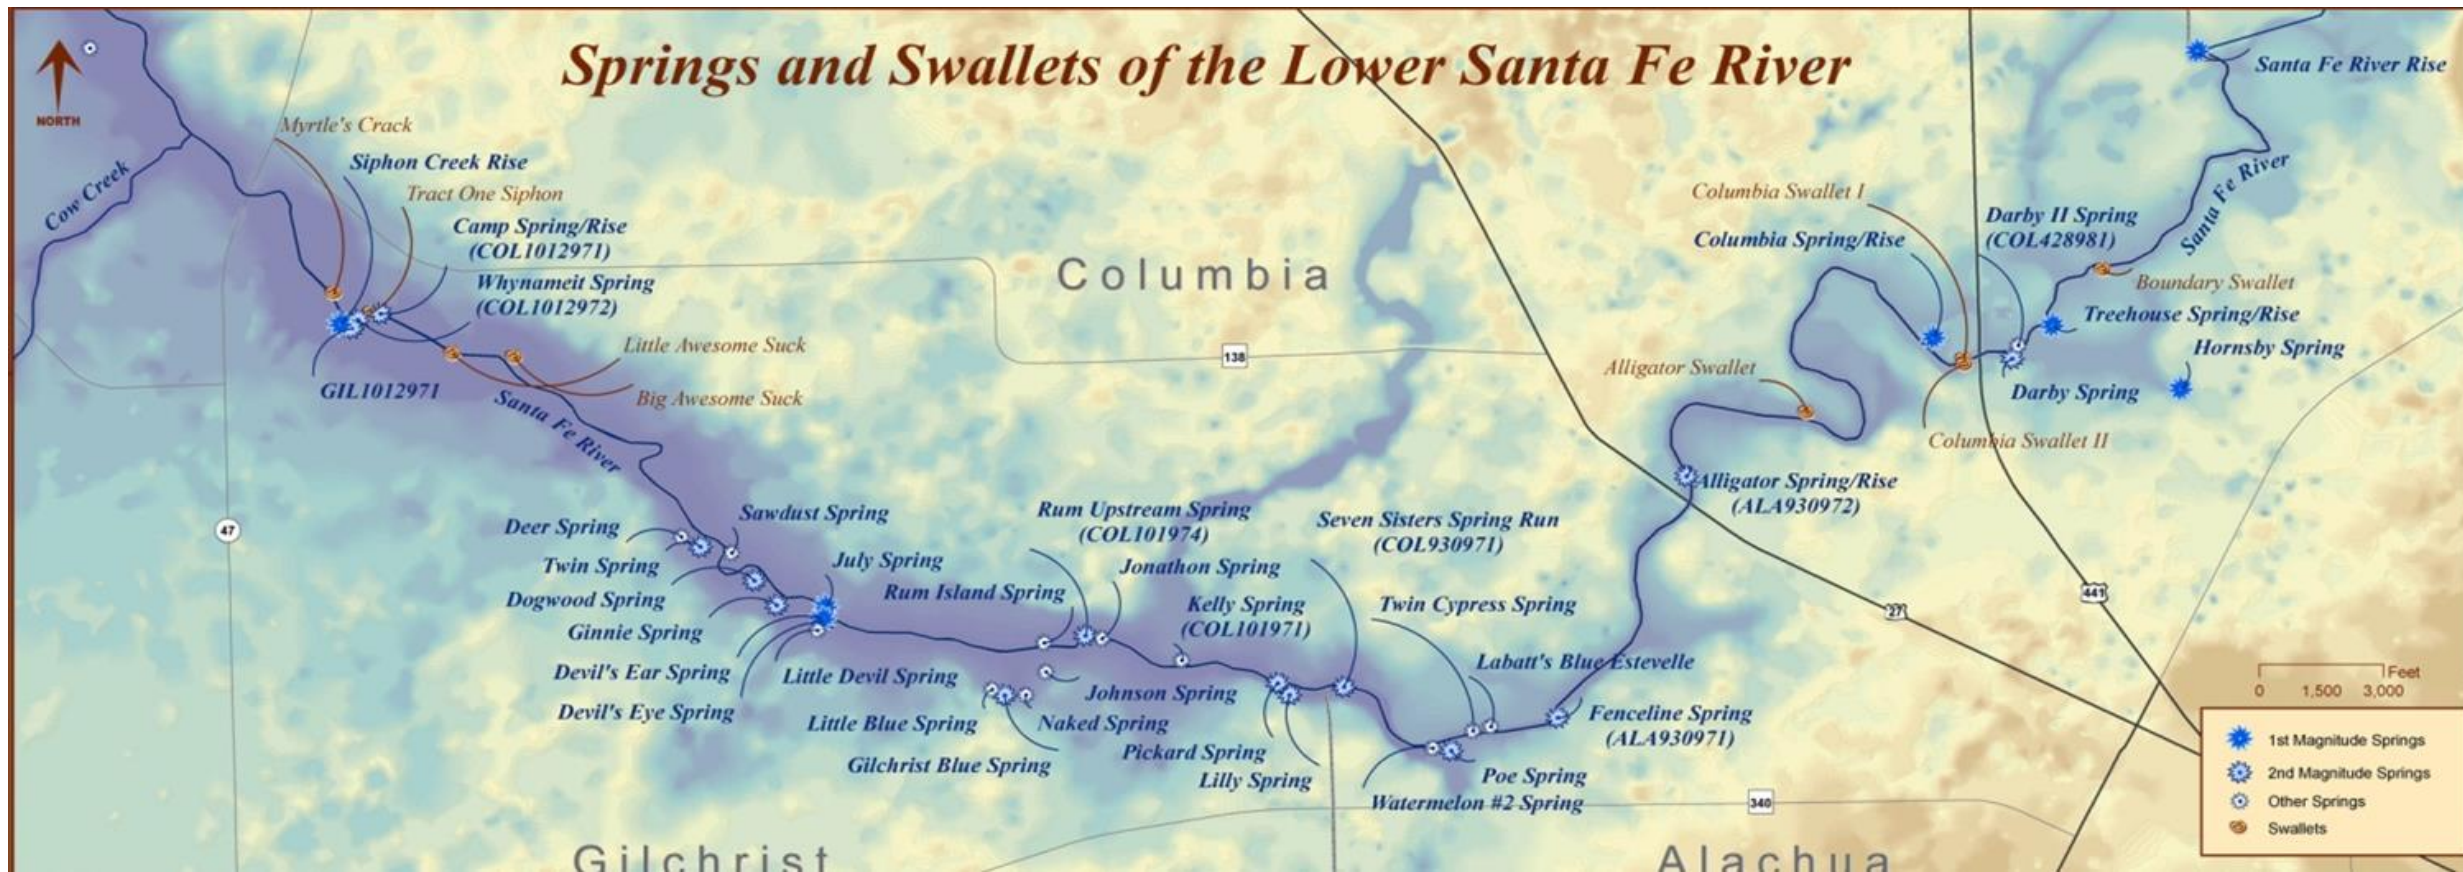 Springs and Swallets of the Lower Santa Fe River
NORTH
Santa Fe River Rise
Myrtle's Crack
Siphon Creek Rise
Tract One Siphon
Cow Creek
Camp Spring/Rise
(COL1012971)
Whynameit Spring
(COL1012972)
Little Awesome Suck
Big Awesome Suck
GIL1012971
Santa Fe River
Columbia
138
47
Columbia Swallet I
Columbia Spring/Rise
Darby II Spring
(COL428981)
Santa Fe River
Boundary Swallet
Treehouse Spring/Rise
Hornsby Spring
Darby Spring
Alligator Swallet
Columbia Swallet II
Alligator Spring/Rise
(ALA930972)
Deer Spring
Sawdust Spring
Twin Spring
July Spring
Dogwood Spring
Ginnie Spring
Devil's Ear Spring
Devil's Eye Spring
Little Devil Spring
Rum Island Spring
Rum Upstream Spring
(COL101974)
Jonathon Spring
Kelly Spring
(COL101971)
Seven Sisters Spring Run
(COL930971)
Twin Cypress Spring
Labatt's Blue Estevelle
Johnson Spring
Little Blue Spring
Naked Spring
Gilchrist Blue Spring
Pickard Spring
Lilly Spring
Fenceline Spring
(ALA930971)
Poe Spring
Watermelon #2 Spring
27
441
340
Gilchrist
Alachua
Feet
0 1,500 3,000
1st Magnitude Springs
2nd Magnitude Springs
Other Springs
Swallets